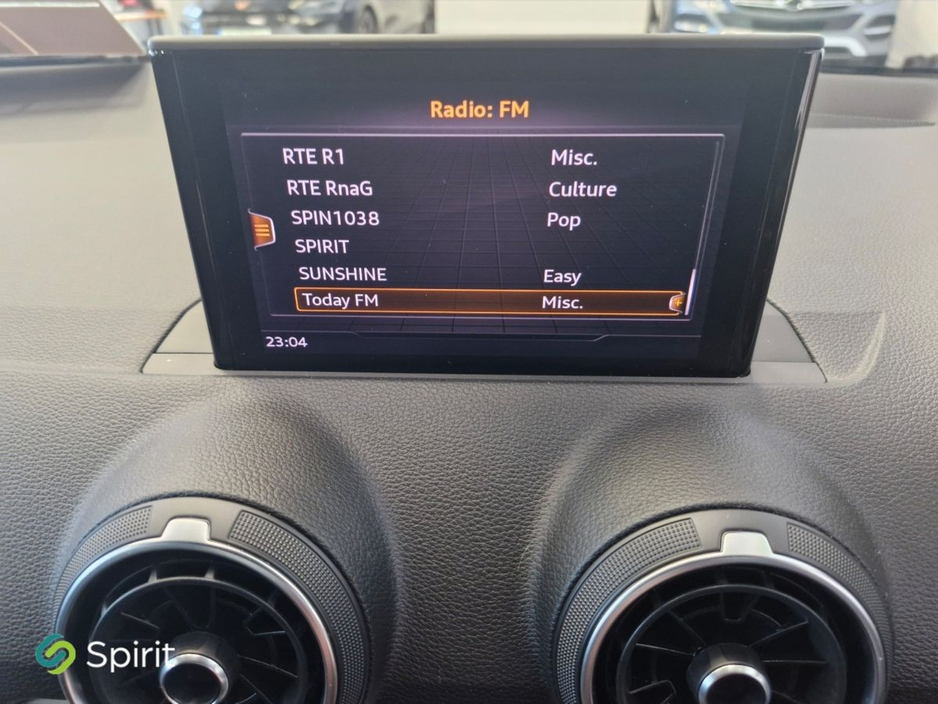 Radio: FM
RTE R1 Misc.
RTE RnaG Culture
SPIN1038 Pop
SPIRIT
SUNSHINE Easy
Today FM Misc.
23:04
Spirit